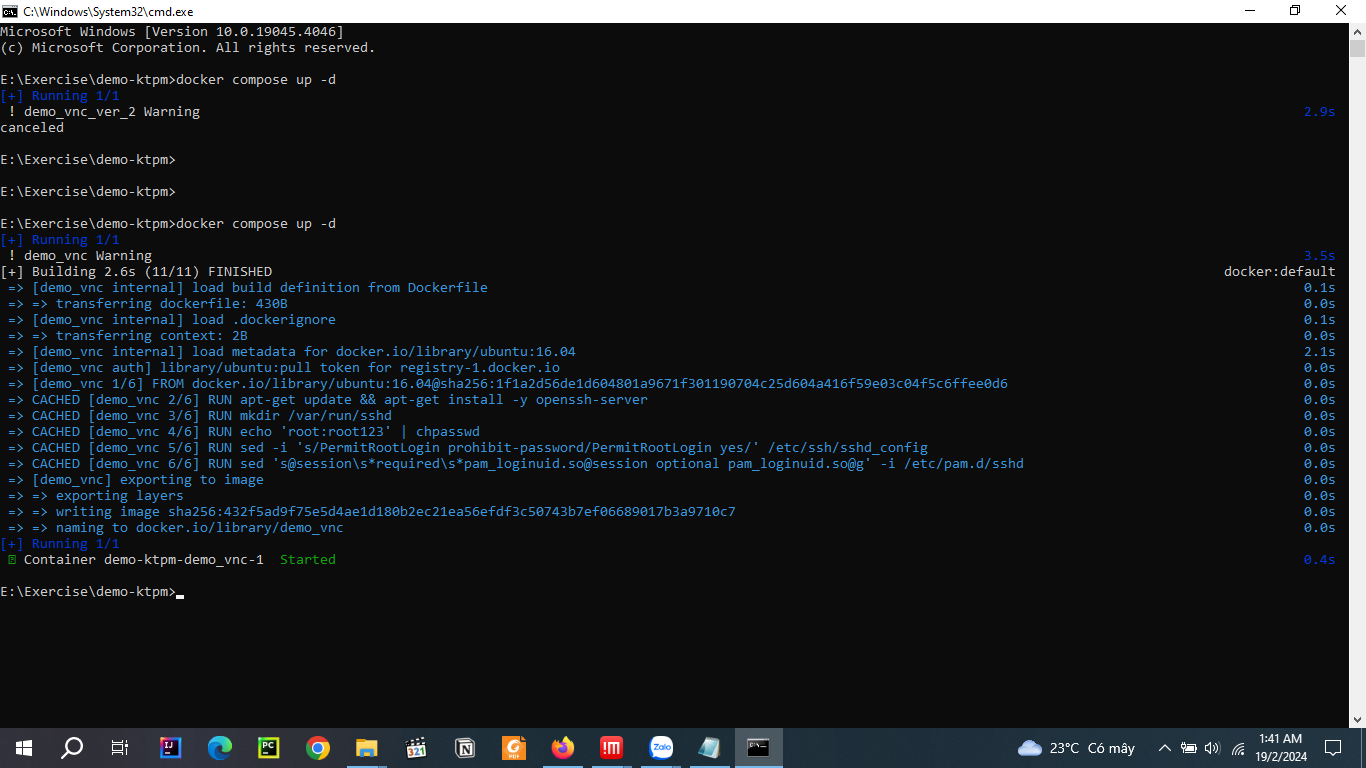 C:\Windows\System32\cmd.exe
Microsoft Windows [Version 10.0.19045.4046]
(c) Microsoft Corporation. All rights reserved.
E:\Exercise\demo-ktpm>docker compose up -d
[+] Running 1/1
! demo_vnc_ver_2 Warning 2.9s
canceled
E:\Exercise\demo-ktpm>
E:\Exercise\demo-ktpm>
E:\Exercise\demo-ktpm>docker compose up -d
[+] Running 1/1
! demo_vnc Warning 3.5s
[+] Building 2.6s (11/11) FINISHED docker:default
=> [demo_vnc internal] load build definition from Dockerfile 0.1s
=> => transferring dockerfile: 430B 0.0s
=> [demo_vnc internal] load .dockerignore 0.1s
=> => transferring context: 2B 0.0s
=> [demo_vnc internal] load metadata for docker.io/library/ubuntu:16.04 2.1s
=> [demo_vnc auth] library/ubuntu:pull token for registry-1.docker.io 0.0s
=> [demo_vnc 1/6] FROM docker.io/library/ubuntu:16.04@sha256:1f1a2d56de1d604801a9671f301190704c25d604a416f59e03c04f5c6ffee0d6 0.0s
=> CACHED [demo_vnc 2/6] RUN apt-get update && apt-get install -y openssh-server 0.0s
=> CACHED [demo_vnc 3/6] RUN mkdir /var/run/sshd 0.0s
=> CACHED [demo_vnc 4/6] RUN echo 'root:root123' | chpasswd 0.0s
=> CACHED [demo_vnc 5/6] RUN sed -i 's/PermitRootLogin prohibit-password/PermitRootLogin yes/' /etc/ssh/sshd_config 0.0s
=> CACHED [demo_vnc 6/6] RUN sed 's@session\s*required\s*pam_loginuid.so@session optional pam_loginuid.so@g' -i /etc/pam.d/sshd 0.0s
=> [demo_vnc] exporting to image 0.0s
=> => exporting layers 0.0s
=> => writing image sha256:432f5ad9f75e5d4ae1d180b2ec21ea56efdf3c50743b7ef06689017b3a9710c7 0.0s
=> => naming to docker.io/library/demo_vnc 0.0s
[+] Running 1/1
Container demo-ktpm-demo_vnc-1 Started 0.4s
E:\Exercise\demo-ktpm>
23°C Có mây
1:41 AM
19/2/2024